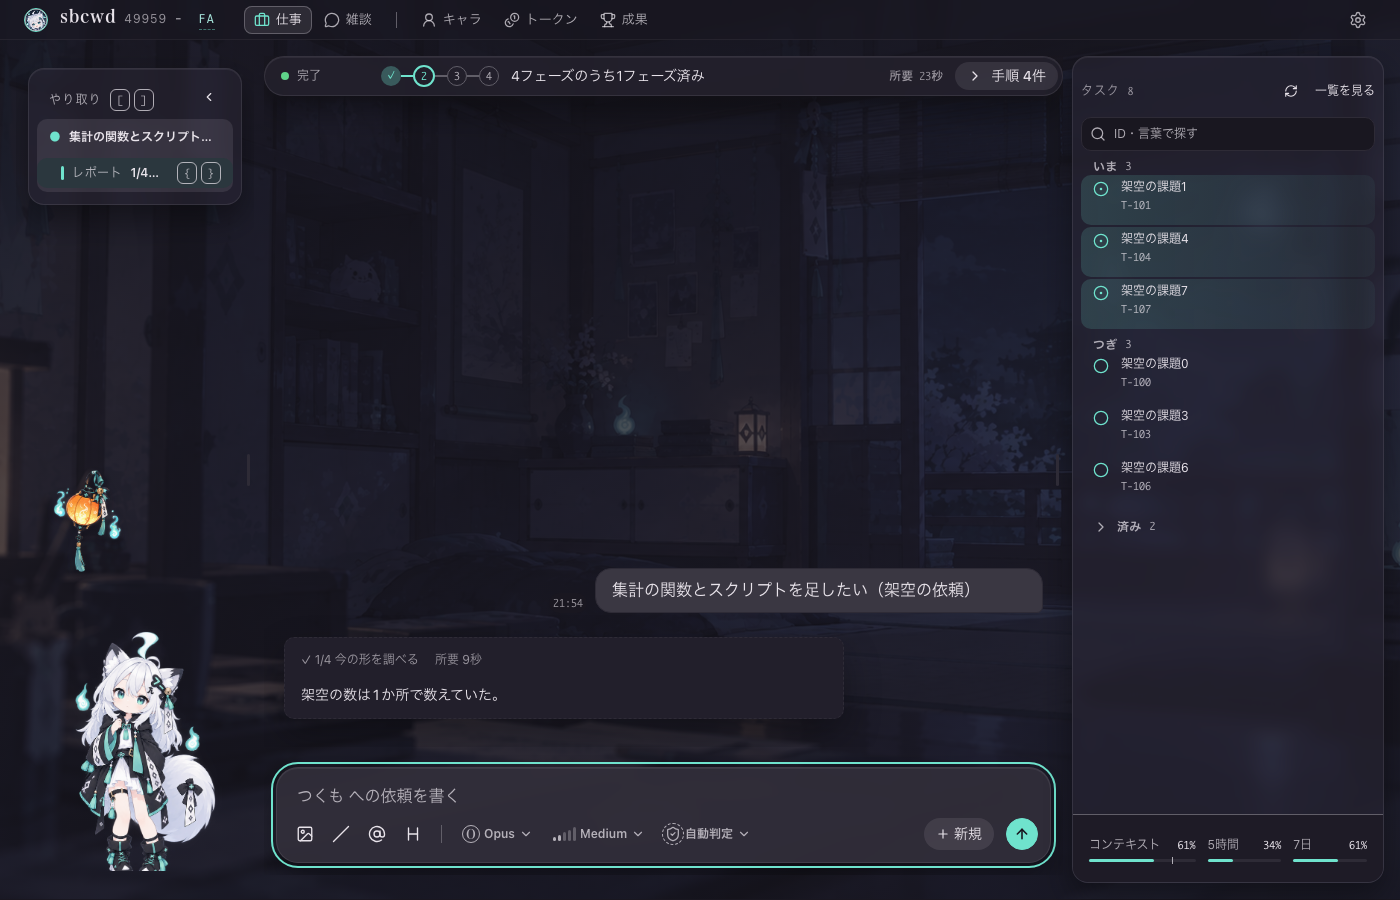 sbcwd 49959 - FA 仕事 雑談 キャラ トークン 成果
やり取り [ ]
集計の関数とスクリプト...
レポート 1/4... { }
完了 ✓ 2 3 4 4フェーズのうち1フェーズ済み 所要 23秒 手順 4件
集計の関数とスクリプトを足したい（架空の依頼）
21:54
✓ 1/4 今の形を調べる 所要 9秒
架空の数は1か所で数えていた。
つくも への依頼を書く
Opus Medium 自動判定 + 新規
タスク 8 一覧を見る
ID・言葉で探す
いま 3
架空の課題1
T-101
架空の課題4
T-104
架空の課題7
T-107
つぎ 3
架空の課題0
T-100
架空の課題3
T-103
架空の課題6
T-106
済み 2
コンテキスト 61% 5時間 34% 7日 61%